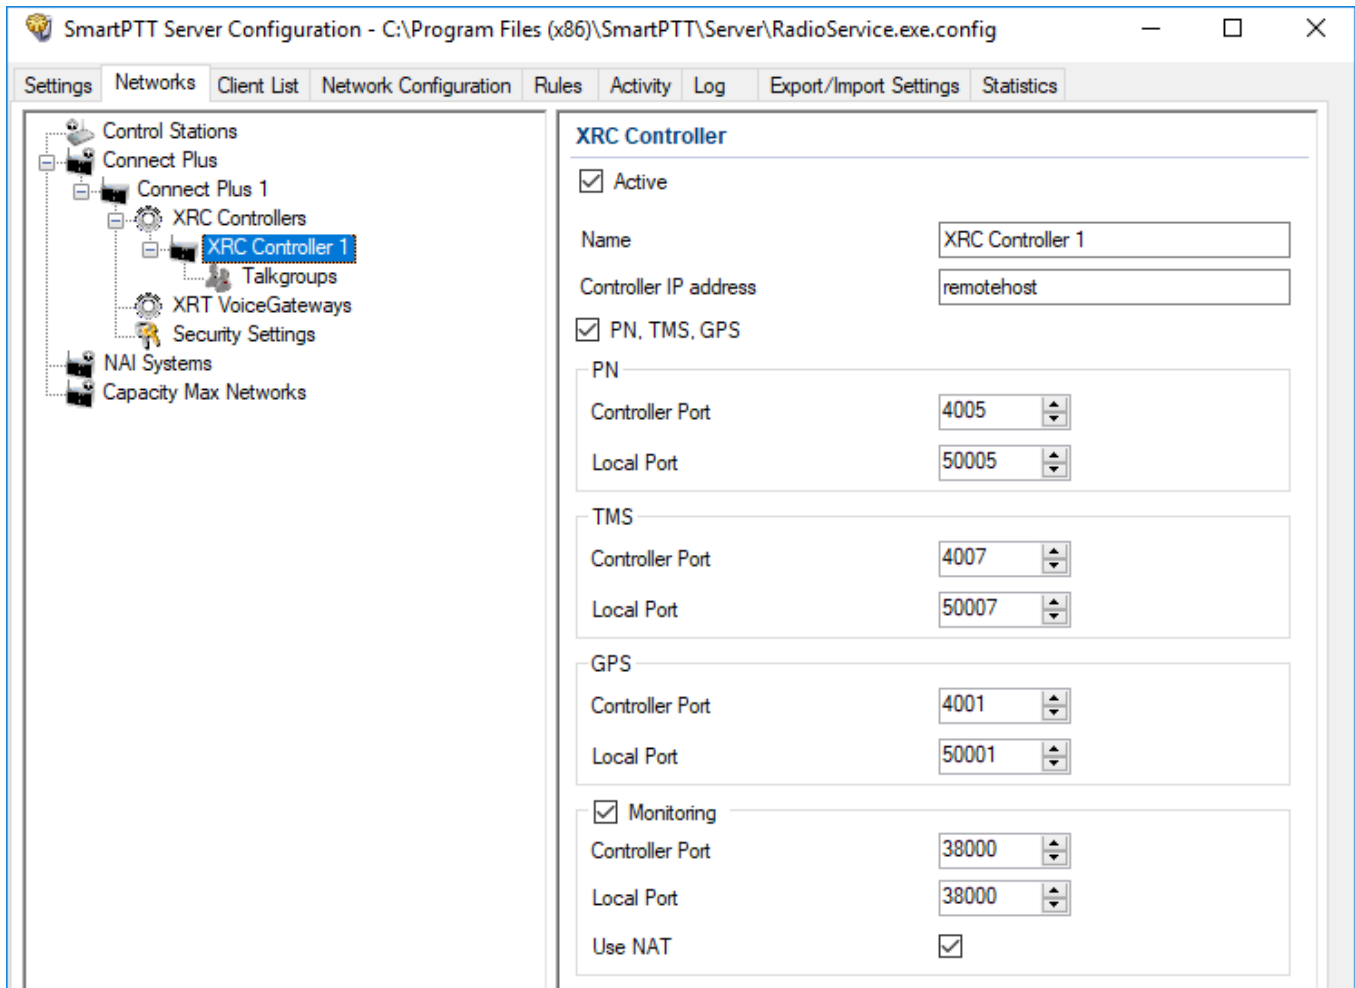 SmartPTT Server Configuration - C:\Program Files (x86)\SmartPTT\Server\RadioService.exe.config
Settings Networks Client List Network Configuration Rules Activity Log Export/Import Settings Statistics
Control Stations
Connect Plus
Connect Plus 1
XRC Controllers
XRC Controller 1
Talkgroups
XRT VoiceGateways
Security Settings
NAI Systems
Capacity Max Networks
XRC Controller
Active
Name XRC Controller 1
Controller IP address remotehost
PN, TMS, GPS
PN
Controller Port 4005
Local Port 50005
TMS
Controller Port 4007
Local Port 50007
GPS
Controller Port 4001
Local Port 50001
Monitoring
Controller Port 38000
Local Port 38000
Use NAT